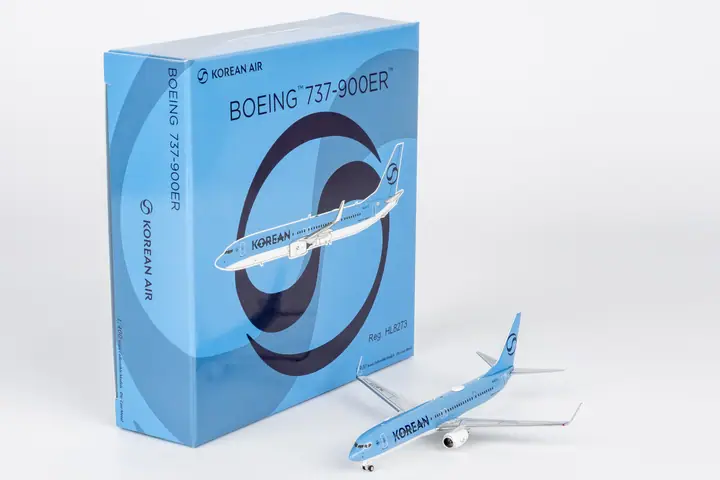 KOREAN AIR
BOEING™ 737-900ER™
KOREAN
Reg. HL8273
BOEING 737-900ER
KOREAN AIR
KOREAN